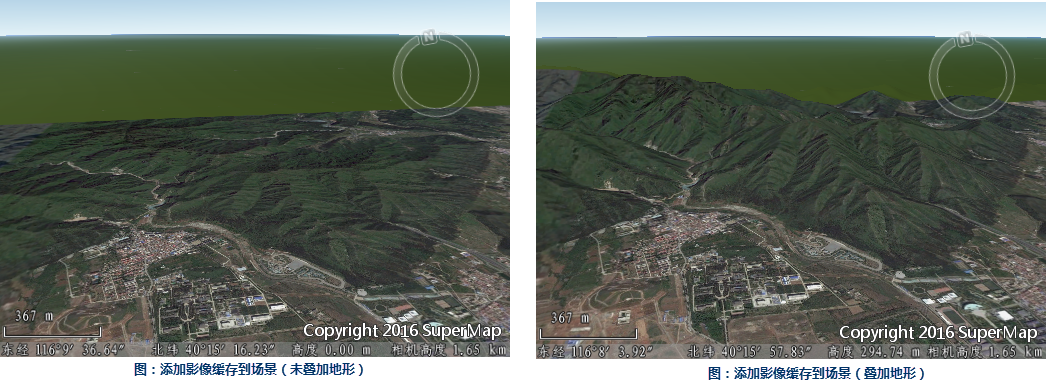 N
367 m
Copyright 2016 SuperMap
东经 116°9' 36.64" 北纬 40°15' 16.23" 高度 0.00 m 相机高度 1.65 km
图：添加影像缓存到场景（未叠加地形）
N
367 m
Copyright 2016 SuperMap
东经 116°8' 3.92" 北纬 40°15' 57.83" 高度 294.74 m 相机高度 1.65 km
图：添加影像缓存到场景（叠加地形）